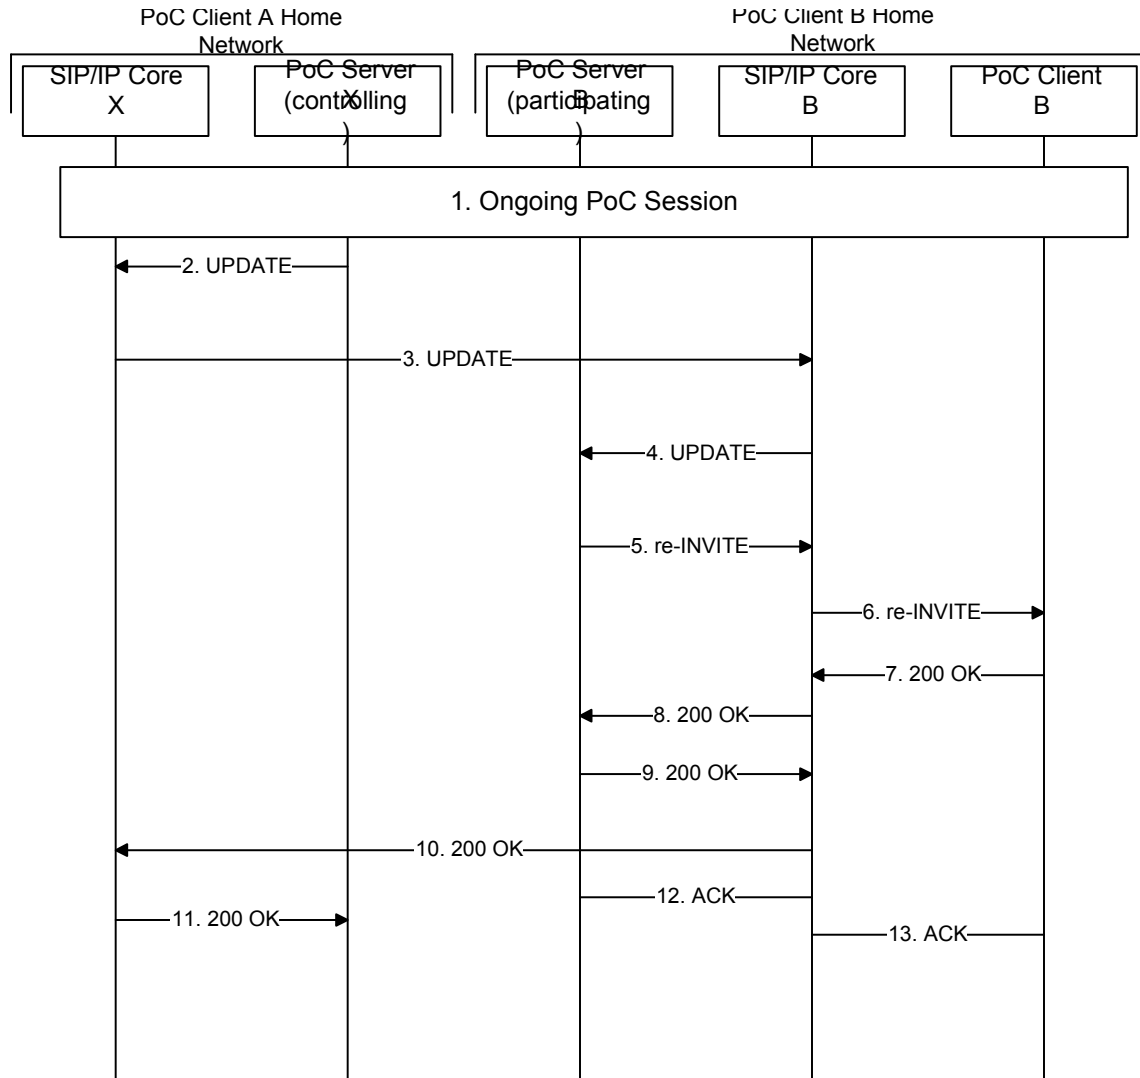 PoC Client A Home
Network
PoC Client B Home
Network
SIP/IP Core
X
PoC Server
X
(controlling
)
PoC Server
B
(participating
)
SIP/IP Core
B
PoC Client
B
1. Ongoing PoC Session
2. UPDATE
3. UPDATE
4. UPDATE
5. re-INVITE
6. re-INVITE
7. 200 OK
8. 200 OK
9. 200 OK
10. 200 OK
12. ACK
11. 200 OK
13. ACK